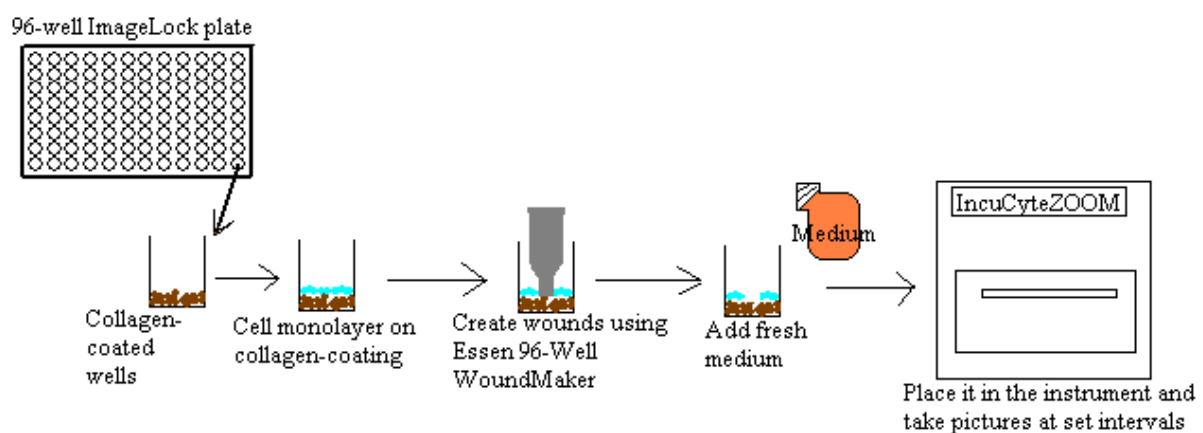 96-well ImageLock plate
Collagen-
coated
wells
Cell monolayer on
collagen-coating
Create wounds using
Essen 96-Well
WoundMaker
Medium
Add fresh
medium
IncuCyteZOOM
Place it in the instrument and
take pictures at set intervals